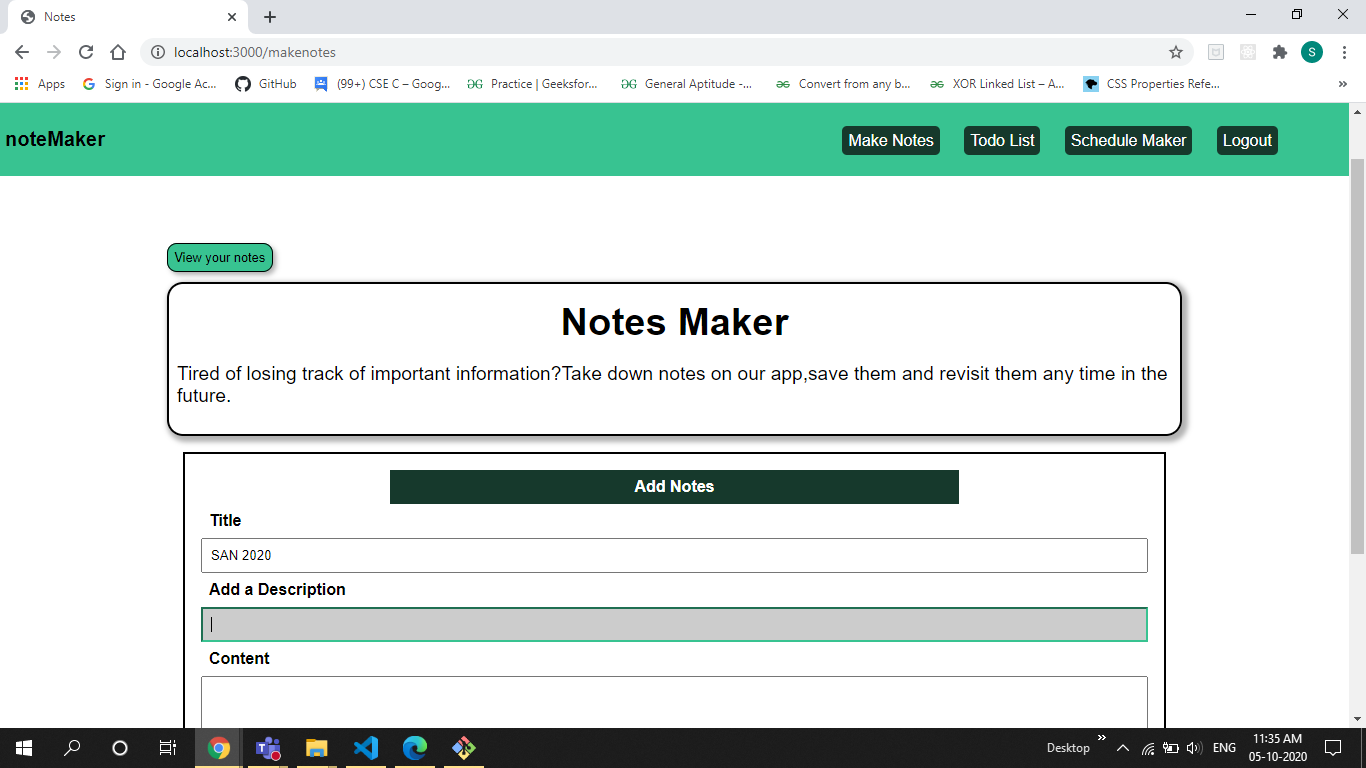 Notes
localhost:3000/makenotes
S
Apps
Sign in - Google Ac...
GitHub
(99+) CSE C – Goog...
Practice | Geeksfor...
General Aptitude -...
Convert from any b...
XOR Linked List – A...
CSS Properties Refe...
»
noteMaker
Make Notes
Todo List
Schedule Maker
Logout
View your notes
Notes Maker
Tired of losing track of important information?Take down notes on our app,save them and revisit them any time in the
future.
Add Notes
Title
SAN 2020
Add a Description
Content
Desktop
»
ENG
11:35 AM
05-10-2020